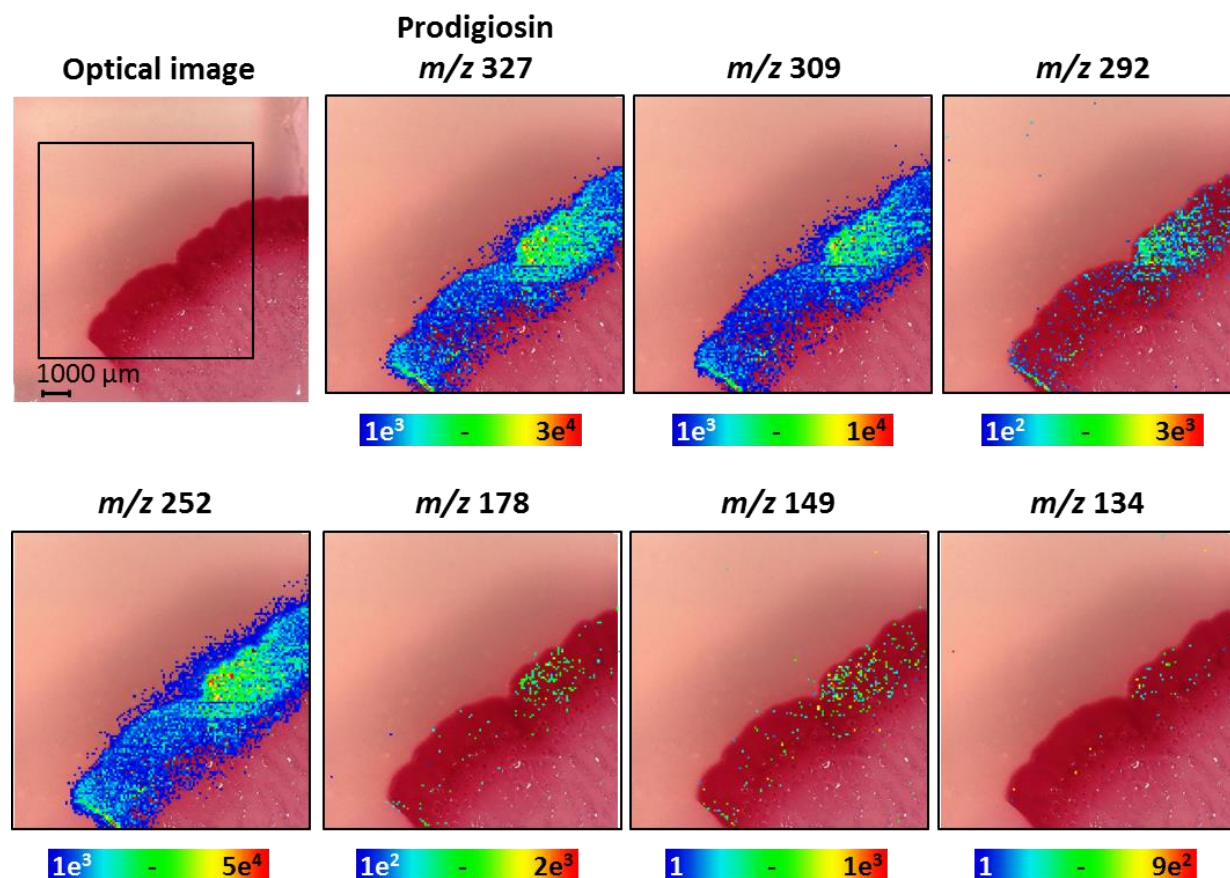 Prodigiosin
Optical image
m/z 327
m/z 309
m/z 292
1000 µm
1e³ - 3e⁴
1e³ - 1e⁴
1e² - 3e³
m/z 252
m/z 178
m/z 149
m/z 134
1e³ - 5e⁴
1e² - 2e³
1 - 1e³
1 - 9e²